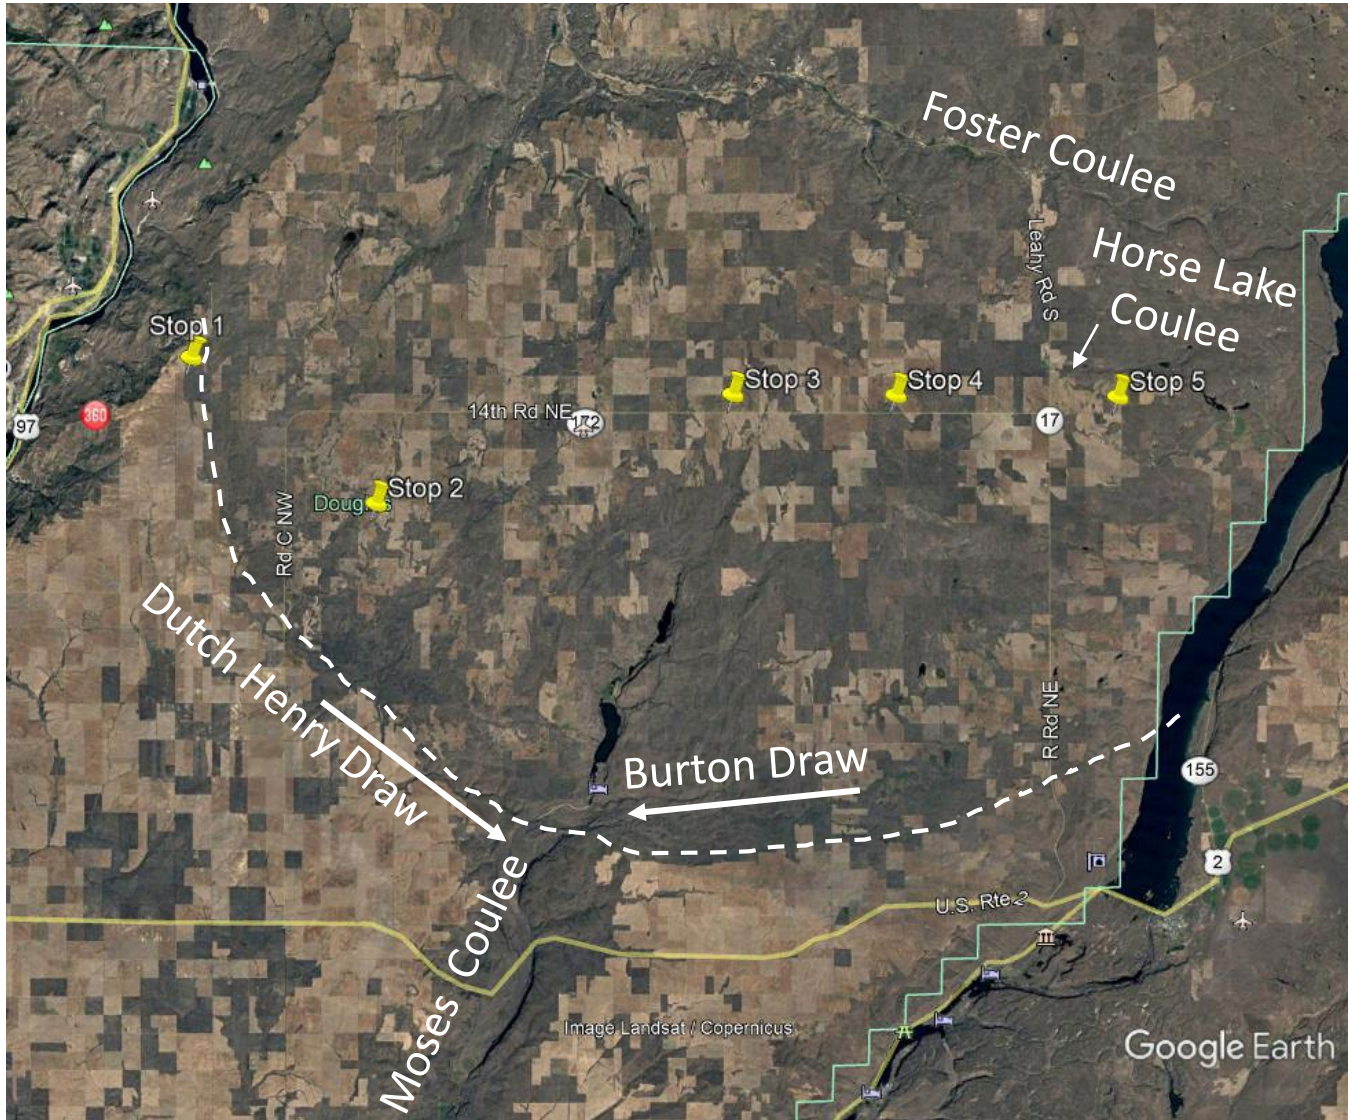 Foster Coulee
Leahy Rd S
Horse Lake
Coulee
Stop 1
Stop 3
Stop 4
Stop 5
97
360
14th Rd NE
172
17
Stop 2
Rd C NW
Dutch Henry Draw
Burton Draw
R Rd NE
155
2
U.S. Rte 2
Moses Coulee
Image Landsat / Copernicus
Google Earth